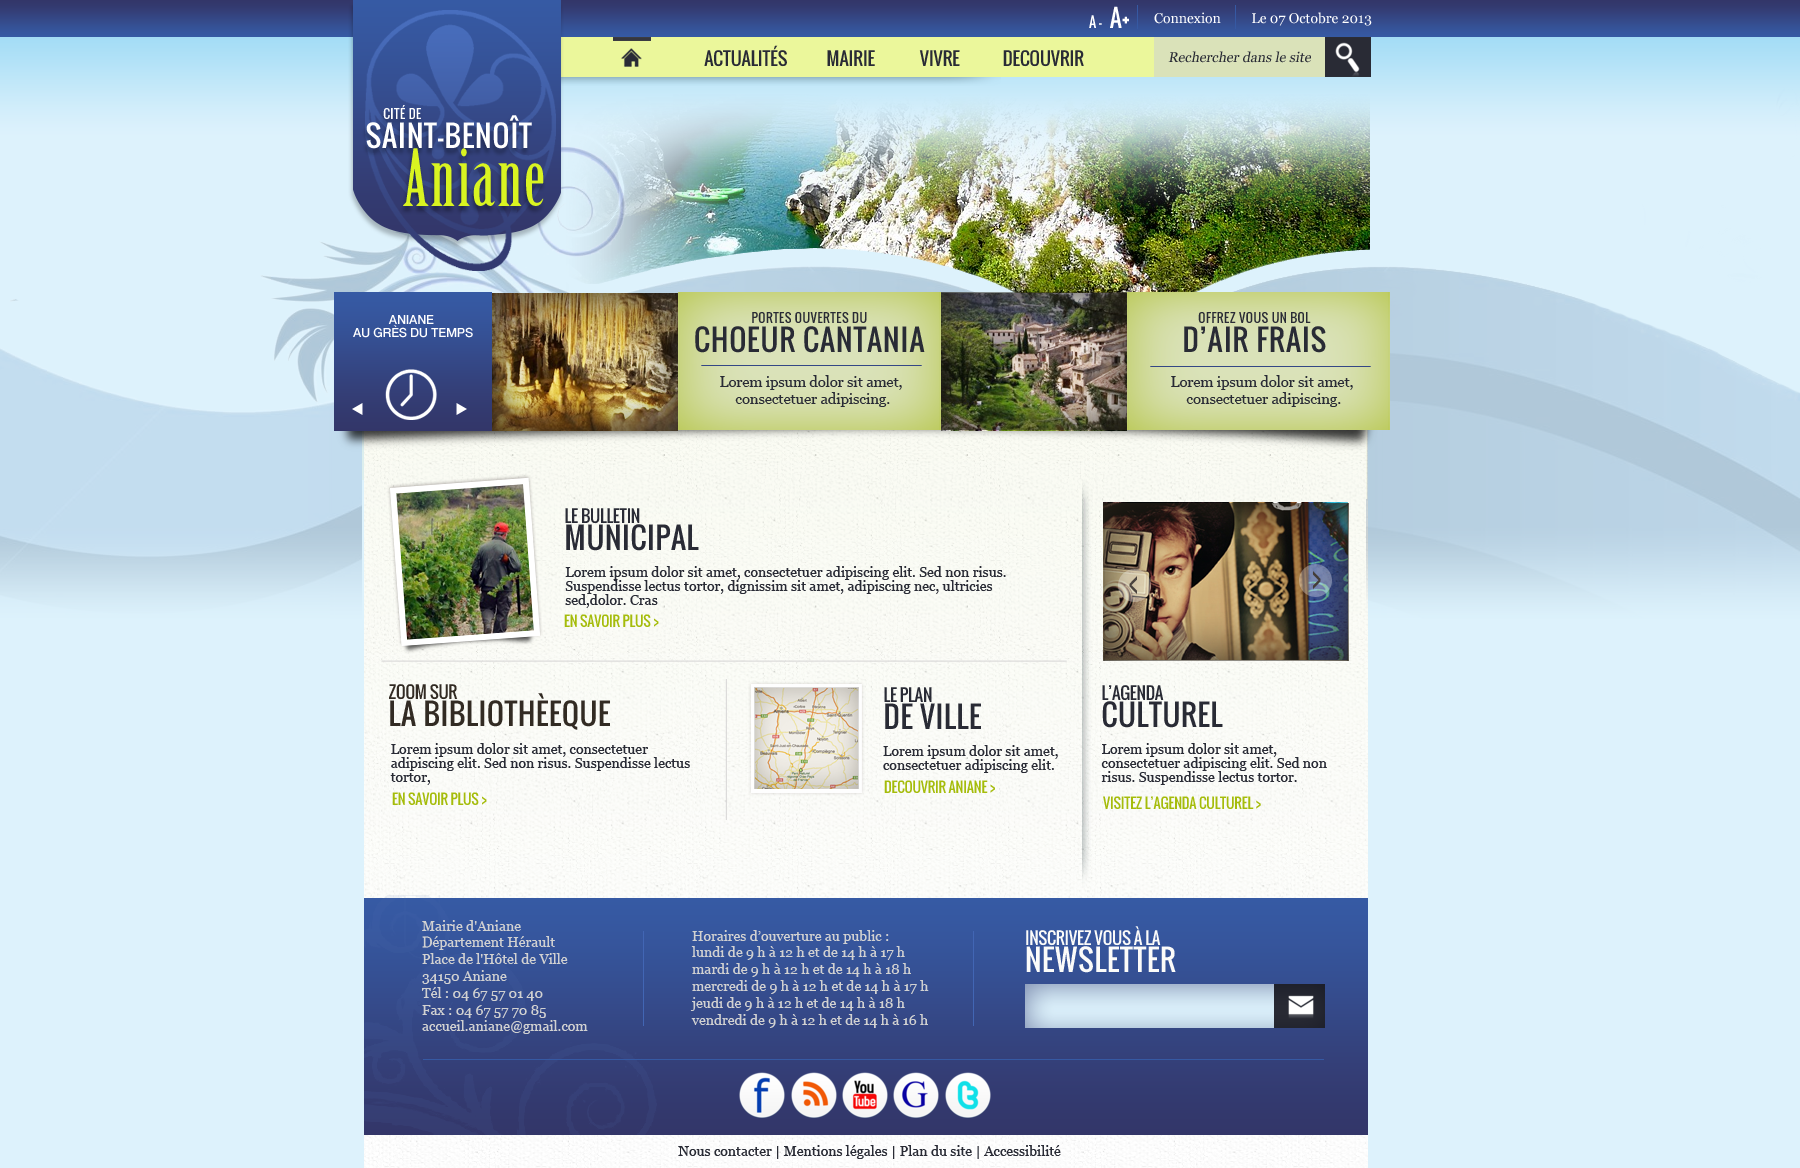 A- A+ Connexion Le 07 Octobre 2013
ACTUALITÉS MAIRIE VIVRE DECOUVRIR Rechercher dans le site
CITÉ DE
SAINT-BENOÎT
Aniane
ANIANE
AU GRÈS DU TEMPS
PORTES OUVERTES DU
CHOEUR CANTANIA
Lorem ipsum dolor sit amet,
consectetuer adipiscing.
OFFREZ VOUS UN BOL
D'AIR FRAIS
Lorem ipsum dolor sit amet,
consectetuer adipiscing.
LE BULLETIN
MUNICIPAL
Lorem ipsum dolor sit amet, consectetuer adipiscing elit. Sed non risus.
Suspendisse lectus tortor, dignissim sit amet, adipiscing nec, ultricies
sed,dolor. Cras
EN SAVOIR PLUS >
ZOOM SUR
LA BIBLIOTHÈEQUE
Lorem ipsum dolor sit amet, consectetuer
adipiscing elit. Sed non risus. Suspendisse lectus
tortor,
EN SAVOIR PLUS >
LE PLAN
DE VILLE
Lorem ipsum dolor sit amet,
consectetuer adipiscing elit.
DECOUVRIR ANIANE >
L'AGENDA
CULTUREL
Lorem ipsum dolor sit amet,
consectetuer adipiscing elit. Sed non
risus. Suspendisse lectus tortor.
VISITEZ L'AGENDA CULTUREL >
Mairie d'Aniane
Département Hérault
Place de l'Hôtel de Ville
34150 Aniane
Tél : 04 67 57 01 40
Fax : 04 67 57 70 85
accueil.aniane@gmail.com
Horaires d'ouverture au public :
lundi de 9 h à 12 h et de 14 h à 17 h
mardi de 9 h à 12 h et de 14 h à 18 h
mercredi de 9 h à 12 h et de 14 h à 17 h
jeudi de 9 h à 12 h et de 14 h à 18 h
vendredi de 9 h à 12 h et de 14 h à 16 h
INSCRIVEZ VOUS À LA
NEWSLETTER
f You Tube G t
Nous contacter | Mentions légales | Plan du site | Accessibilité